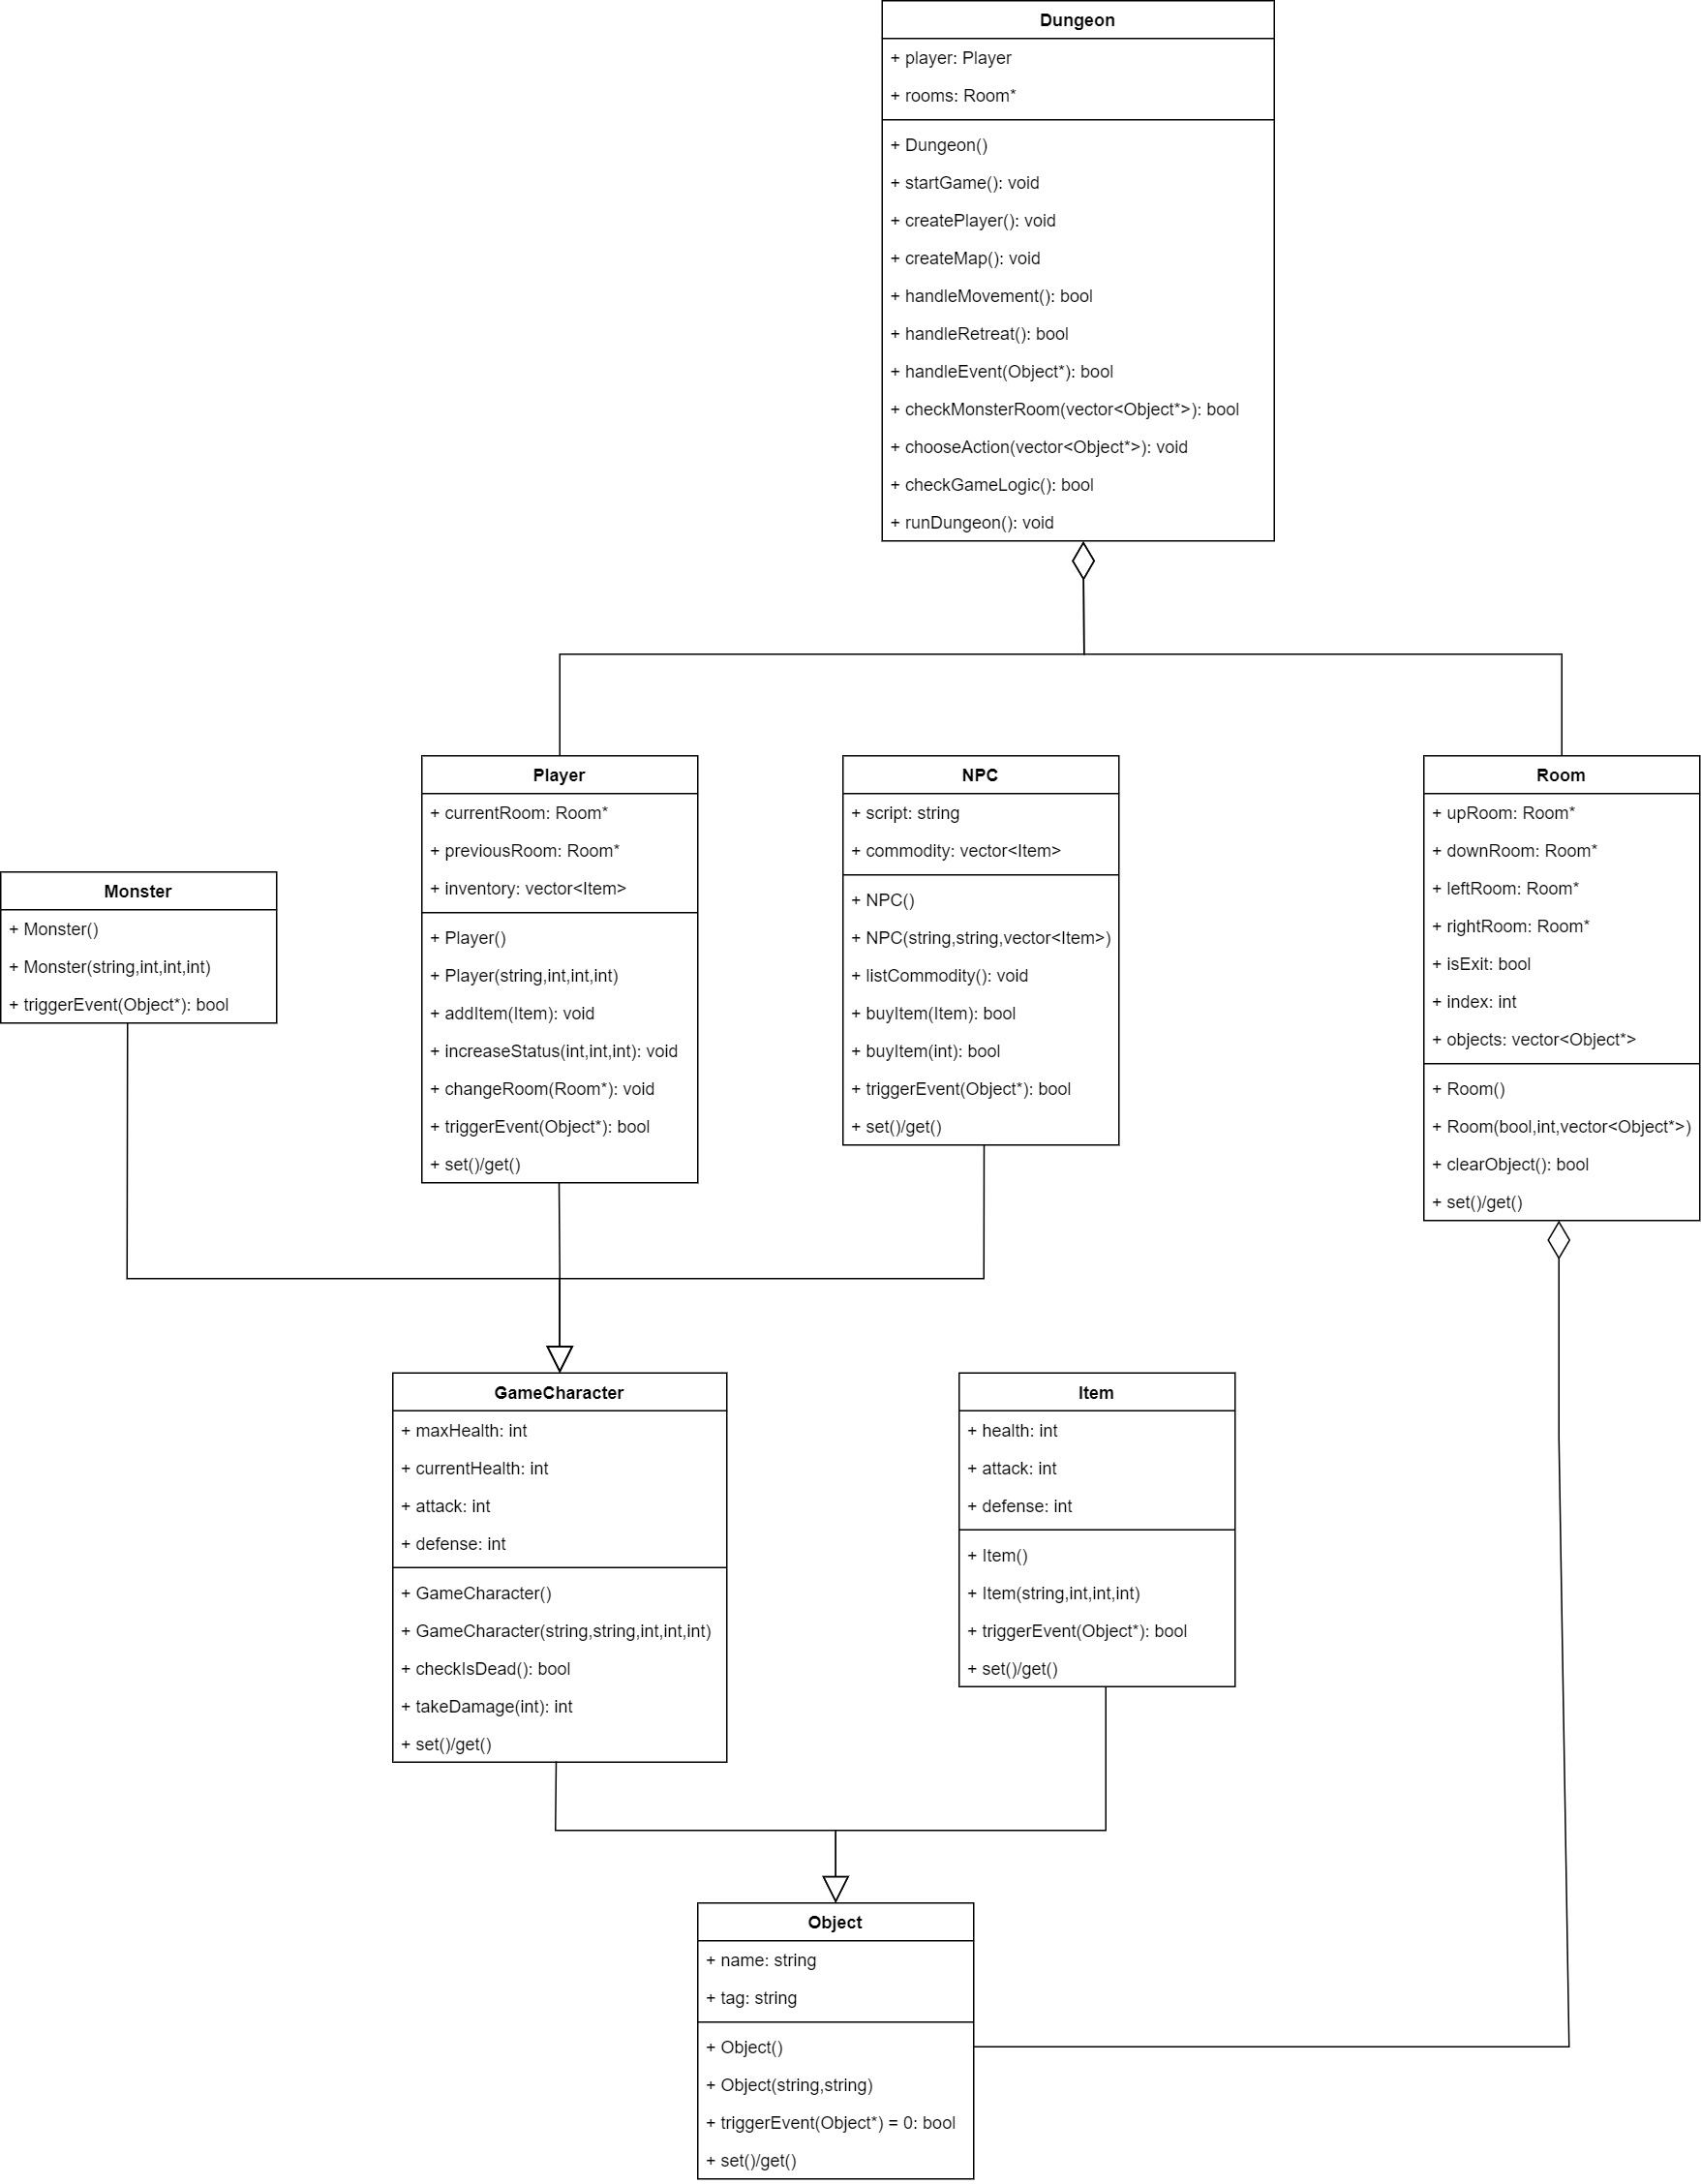 Dungeon
+ player: Player
+ rooms: Room*
+ Dungeon()
+ startGame(): void
+ createPlayer(): void
+ createMap(): void
+ handleMovement(): bool
+ handleRetreat(): bool
+ handleEvent(Object*): bool
+ checkMonsterRoom(vector<Object*>): bool
+ chooseAction(vector<Object*>): void
+ checkGameLogic(): bool
+ runDungeon(): void
Monster
+ Monster()
+ Monster(string,int,int,int)
+ triggerEvent(Object*): bool
Player
+ currentRoom: Room*
+ previousRoom: Room*
+ inventory: vector<Item>
+ Player()
+ Player(string,int,int,int)
+ addItem(Item): void
+ increaseStatus(int,int,int): void
+ changeRoom(Room*): void
+ triggerEvent(Object*): bool
+ set()/get()
NPC
+ script: string
+ commodity: vector<Item>
+ NPC()
+ NPC(string,string,vector<Item>)
+ listCommodity(): void
+ buyItem(Item): bool
+ buyItem(int): bool
+ triggerEvent(Object*): bool
+ set()/get()
Room
+ upRoom: Room*
+ downRoom: Room*
+ leftRoom: Room*
+ rightRoom: Room*
+ isExit: bool
+ index: int
+ objects: vector<Object*>
+ Room()
+ Room(bool,int,vector<Object*>)
+ clearObject(): bool
+ set()/get()
GameCharacter
+ maxHealth: int
+ currentHealth: int
+ attack: int
+ defense: int
+ GameCharacter()
+ GameCharacter(string,string,int,int,int)
+ checkIsDead(): bool
+ takeDamage(int): int
+ set()/get()
Item
+ health: int
+ attack: int
+ defense: int
+ Item()
+ Item(string,int,int,int)
+ triggerEvent(Object*): bool
+ set()/get()
Object
+ name: string
+ tag: string
+ Object()
+ Object(string,string)
+ triggerEvent(Object*) = 0: bool
+ set()/get()